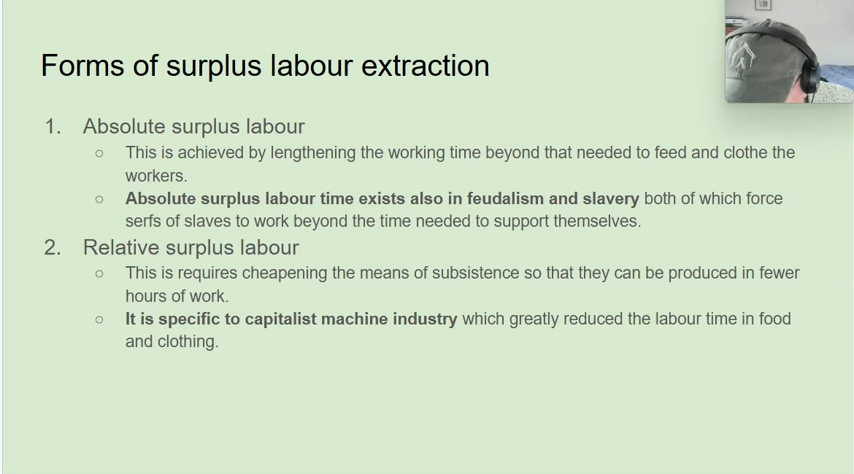 Forms of surplus labour extraction
1. Absolute surplus labour
○ This is achieved by lengthening the working time beyond that needed to feed and clothe the
workers.
○ Absolute surplus labour time exists also in feudalism and slavery both of which force
serfs of slaves to work beyond the time needed to support themselves.
2. Relative surplus labour
○ This is requires cheapening the means of subsistence so that they can be produced in fewer
hours of work.
○ It is specific to capitalist machine industry which greatly reduced the labour time in food
and clothing.